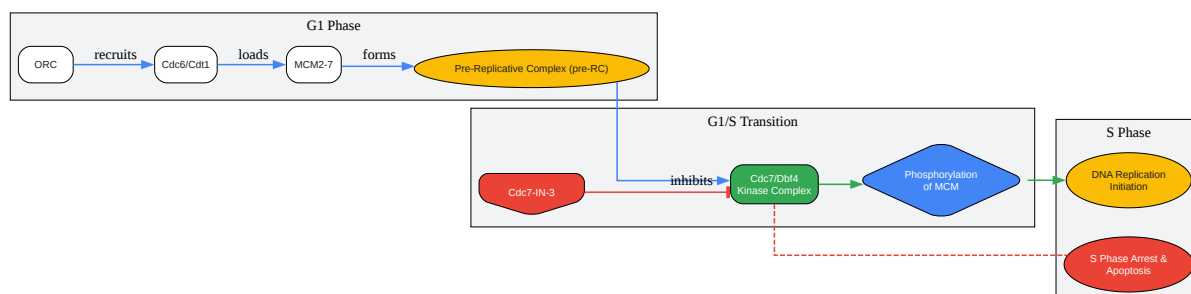 G1 Phase
ORC
recruits
Cdc6/Cdt1
loads
MCM2-7
forms
Pre-Replicative Complex (pre-RC)
G1/S Transition
Cdc7-IN-3
inhibits
Cdc7/Dbf4
Kinase Complex
Phosphorylation
of MCM
S Phase
DNA Replication
Initiation
S Phase Arrest &
Apoptosis